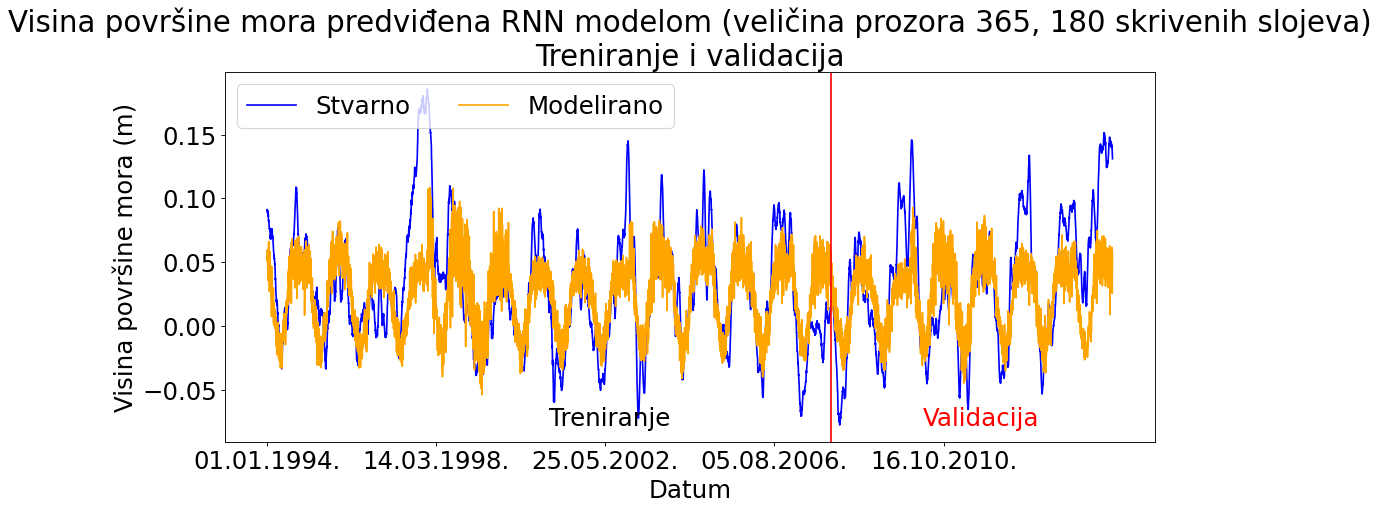 Visina površine mora predviđena RNN modelom (veličina prozora 365, 180 skrivenih slojeva)
Treniranje i validacija
Stvarno
Modelirano
Visina površine mora (m)
0.15
0.10
0.05
0.00
−0.05
Treniranje
Validacija
01.01.1994.
14.03.1998.
25.05.2002.
05.08.2006.
16.10.2010.
Datum